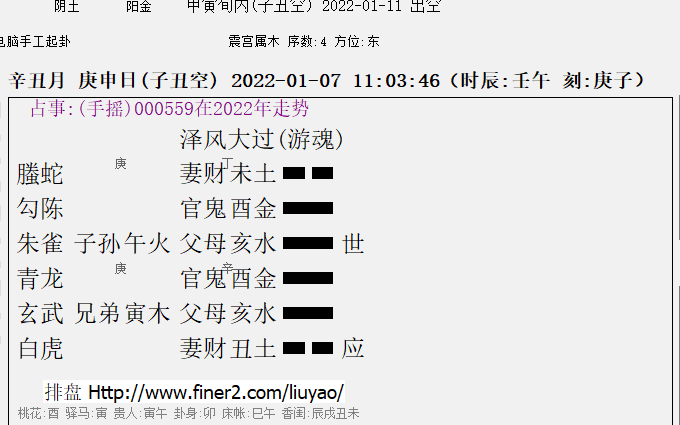 阴土 阳金 甲寅旬内(子丑空) 2022-01-11 出空
电脑手工起卦 震宫属木 序数:4 方位:东
辛丑月 庚申日(子丑空) 2022-01-07 11:03:46 (时辰:壬午 刻:庚子)
占事:(手摇)000559在2022年走势
泽风大过(游魂)
螣蛇 庚 妻财 丁 未土
勾陈 官鬼酉金
朱雀 子孙午火 父母亥水 世
青龙 庚 官鬼 辛 酉金
玄武 兄弟寅木 父母亥水
白虎 妻财丑土 应
排盘 Http://www.finer2.com/liuyao/
桃花:酉 驿马:寅 贵人:寅午 卦身:卯 床帐:巳午 香闺:辰戌丑未